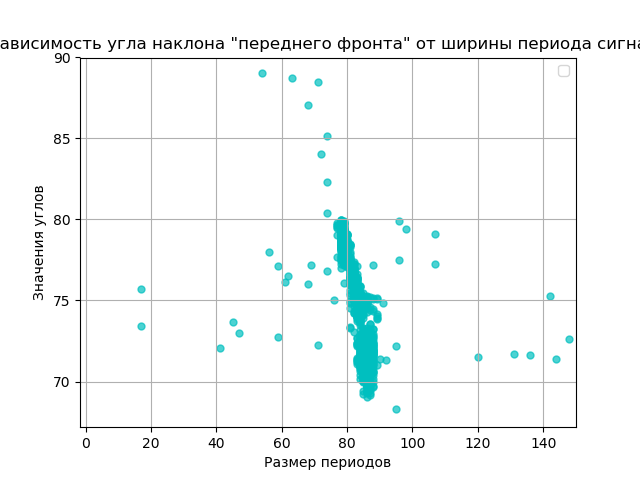 ависимость угла наклона "переднего фронта" от ширины периода сигна
90
85
80
75
70
Значения углов
0 20 40 60 80 100 120 140
Размер периодов